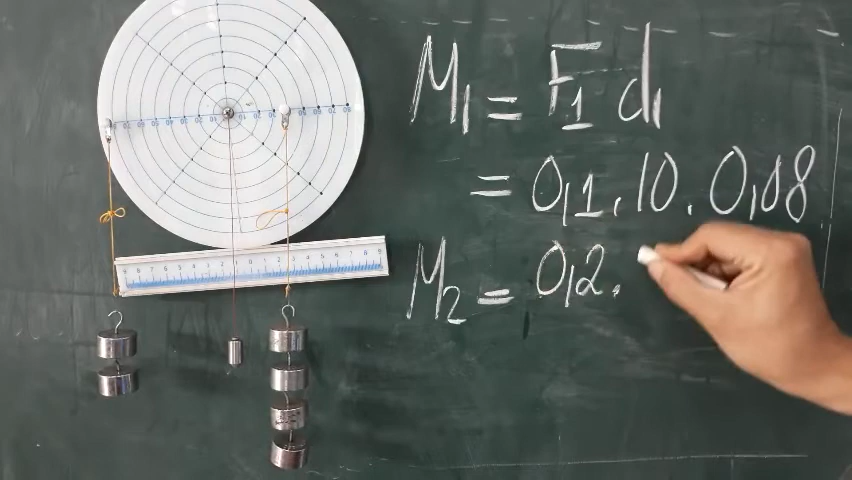 M₁ = F₁ d₁
= 0,1 . 10 . 0,08
M₂ = 0,2 .